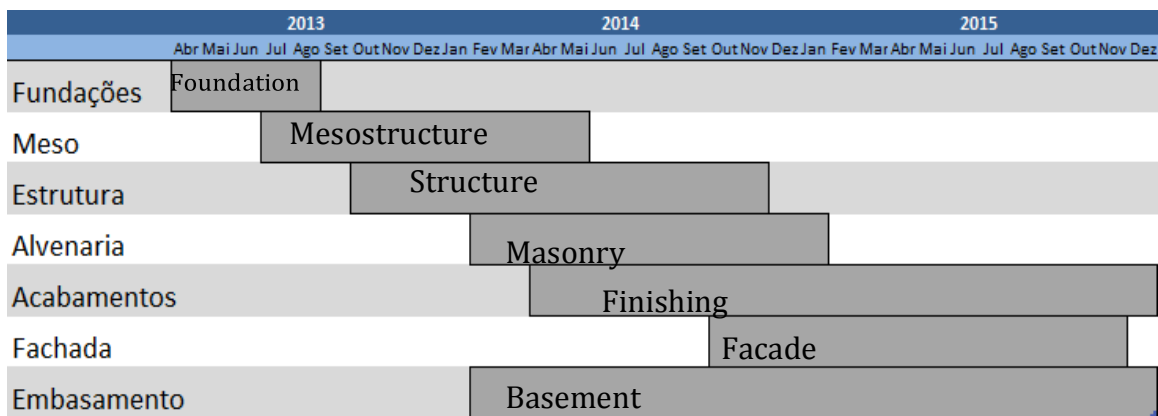 2013 2014 2015
Abr Mai Jun Jul Ago Set Out Nov Dez Jan Fev Mar Abr Mai Jun Jul Ago Set Out Nov Dez Jan Fev Mar Abr Mai Jun Jul Ago Set Out Nov Dez
Fundações Foundation
Meso Mesostructure
Estrutura Structure
Alvenaria Masonry
Acabamentos Finishing
Fachada Facade
Embasamento Basement